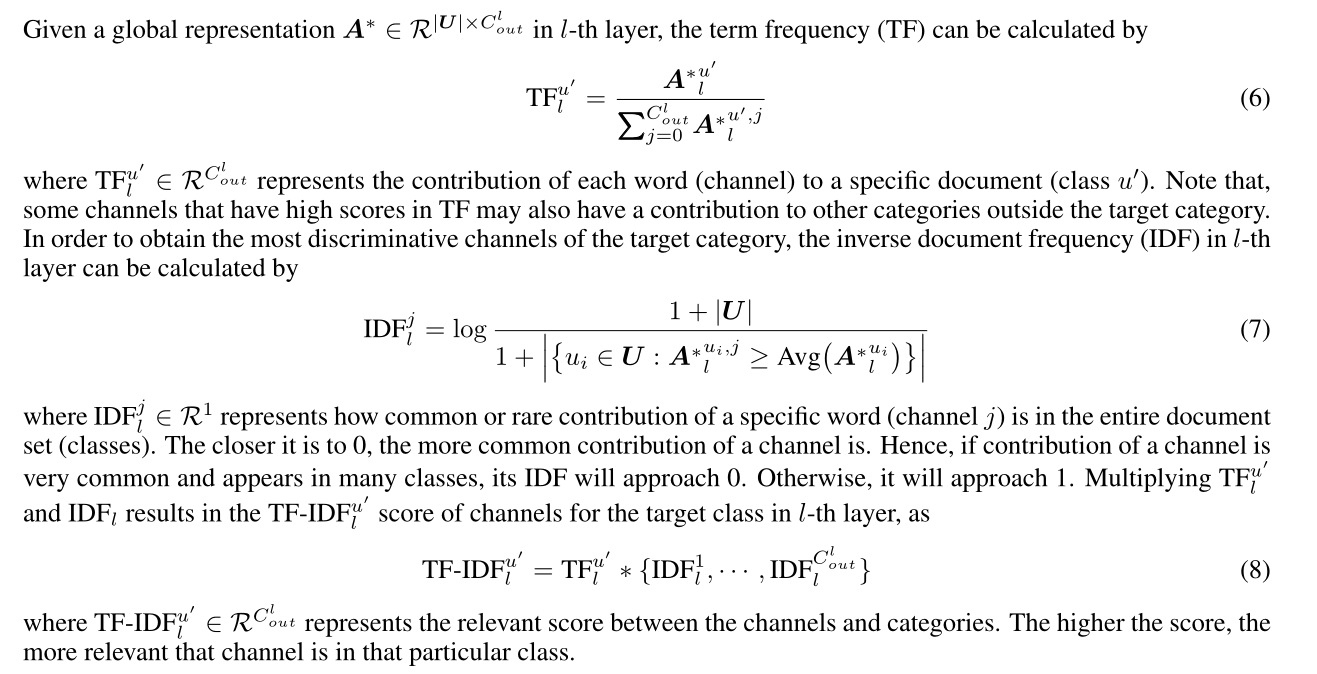 Given a global representation $\boldsymbol{A}^* \in \mathcal{R}^{|\boldsymbol{U}| \times C_{out}^l}$ in $l$-th layer, the term frequency (TF) can be calculated by
$\text{TF}_l^{u'} = \frac{\boldsymbol{A}^{*u'}_{\ l}}{\sum_{j=0}^{C_{out}^l} \boldsymbol{A}^{*u',j}_{\ l}}$ (6)
where $\text{TF}_l^{u'} \in \mathcal{R}^{C_{out}^l}$ represents the contribution of each word (channel) to a specific document (class $u'$). Note that,
some channels that have high scores in TF may also have a contribution to other categories outside the target category.
In order to obtain the most discriminative channels of the target category, the inverse document frequency (IDF) in $l$-th
layer can be calculated by
$\text{IDF}_l^j = \log \frac{1 + |\boldsymbol{U}|}{1 + \left|\{u_i \in \boldsymbol{U} : \boldsymbol{A}^{*u_i,j}_{\ l} \geq \text{Avg}(\boldsymbol{A}^{*u_i}_{\ l})\}\right|}$ (7)
where $\text{IDF}_l^j \in \mathcal{R}^1$ represents how common or rare contribution of a specific word (channel $j$) is in the entire document
set (classes). The closer it is to 0, the more common contribution of a channel is. Hence, if contribution of a channel is
very common and appears in many classes, its IDF will approach 0. Otherwise, it will approach 1. Multiplying $\text{TF}_l^{u'}$
and $\text{IDF}_l$ results in the $\text{TF-IDF}_l^{u'}$ score of channels for the target class in $l$-th layer, as
$\text{TF-IDF}_l^{u'} = \text{TF}_l^{u'} * \{\text{IDF}_l^1, \cdots, \text{IDF}_l^{C_{out}^l}\}$ (8)
where $\text{TF-IDF}_l^{u'} \in \mathcal{R}^{C_{out}^l}$ represents the relevant score between the channels and categories. The higher the score, the
more relevant that channel is in that particular class.